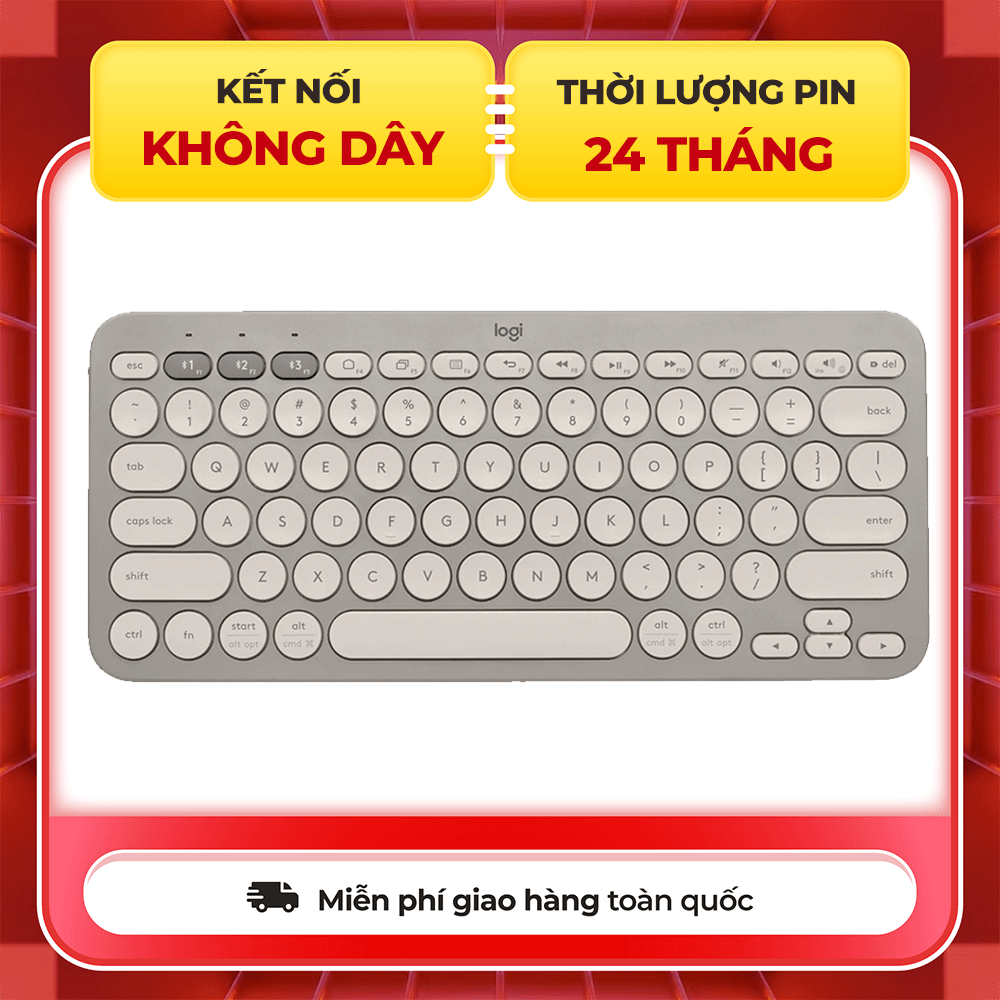 KẾT NỐI
KHÔNG DÂY
THỜI LƯỢNG PIN
24 THÁNG
logi
esc 1 F1 2 F2 3 F3 F4 F5 F6 F7 F8 F9 F10 F11 F12 ins del
~ ` ! 1 @ 2 # 3 $ 4 % 5 ^ 6 & 7 * 8 ( 9 ) 0 — – + = back
tab Q W E R T Y U I O P { [ } ] | \
caps lock A S D F G H J K L : ; " ' enter
shift Z X C V B N M < , > . ? / shift
ctrl fn start alt opt alt cmd ⌘ alt cmd ⌘ ctrl alt opt ◀ ▲ ▼ ▶
Miễn phí giao hàng toàn quốc